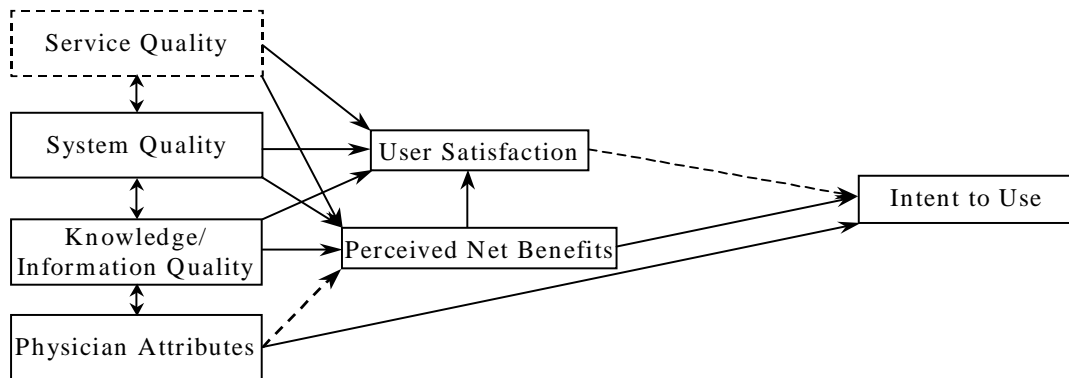 Service Quality
System Quality
User Satisfaction
Intent to Use
Knowledge/
Information Quality
Perceived Net Benefits
Physician Attributes